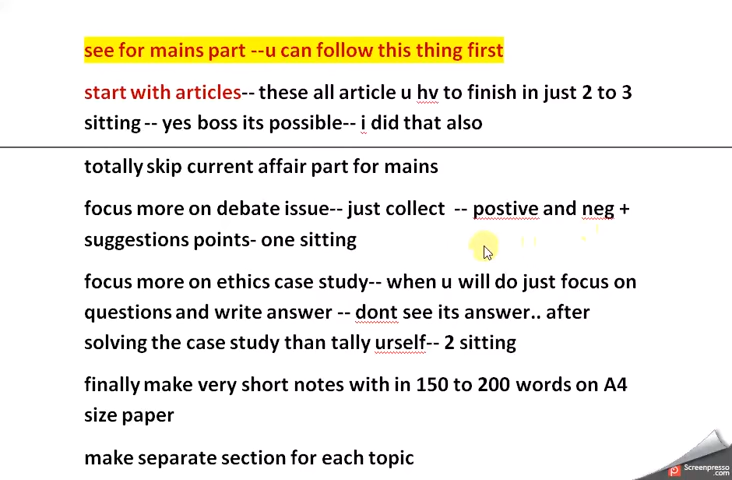 see for mains part --u can follow this thing first
start with articles-- these all article u hv to finish in just 2 to 3
sitting -- yes boss its possible-- i did that also
totally skip current affair part for mains
focus more on debate issue-- just collect  -- postive and neg +
suggestions points- one sitting
focus more on ethics case study-- when u will do just focus on
questions and write answer -- dont see its answer.. after
solving the case study than tally urself-- 2 sitting
finally make very short notes with in 150 to 200 words on A4
size paper
make separate section for each topic
Screenpresso
.com